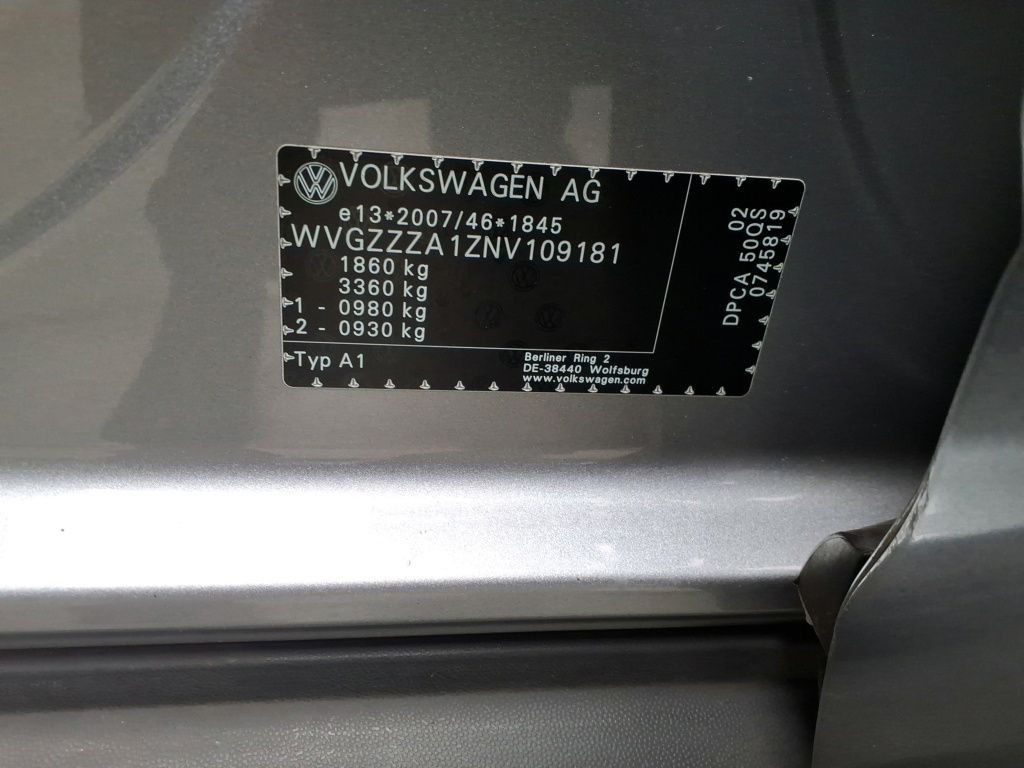 VOLKSWAGEN AG
e13*2007/46*1845
WVGZZZA1ZNV109181
1860 kg
3360 kg
1 - 0980 kg
2 - 0930 kg
Typ A1
Berliner Ring 2
DE-38440 Wolfsburg
www.volkswagen.com
02
DPCA 50QS
0745819